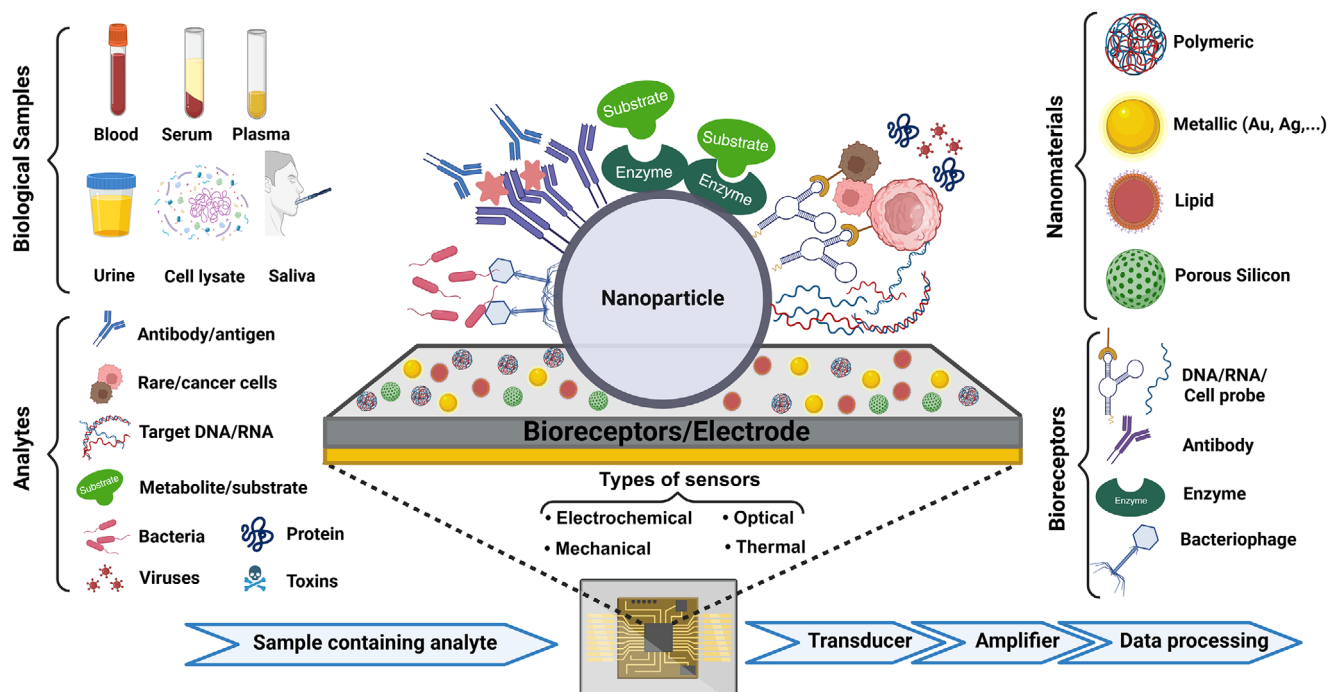 Biological Samples
Blood
Serum
Plasma
Urine
Cell lysate
Saliva
Analytes
Antibody/antigen
Rare/cancer cells
Target DNA/RNA
Substrate
Metabolite/substrate
Bacteria
Protein
Viruses
Toxins
Substrate
Substrate
Enzyme
Enzyme
Nanoparticle
Bioreceptors/Electrode
Types of sensors
• Electrochemical
• Optical
• Mechanical
• Thermal
Nanomaterials
Polymeric
Metallic (Au, Ag,...)
Lipid
Porous Silicon
Bioreceptors
DNA/RNA/
Cell probe
Antibody
Enzyme
Enzyme
Bacteriophage
Sample containing analyte
Transducer
Amplifier
Data processing